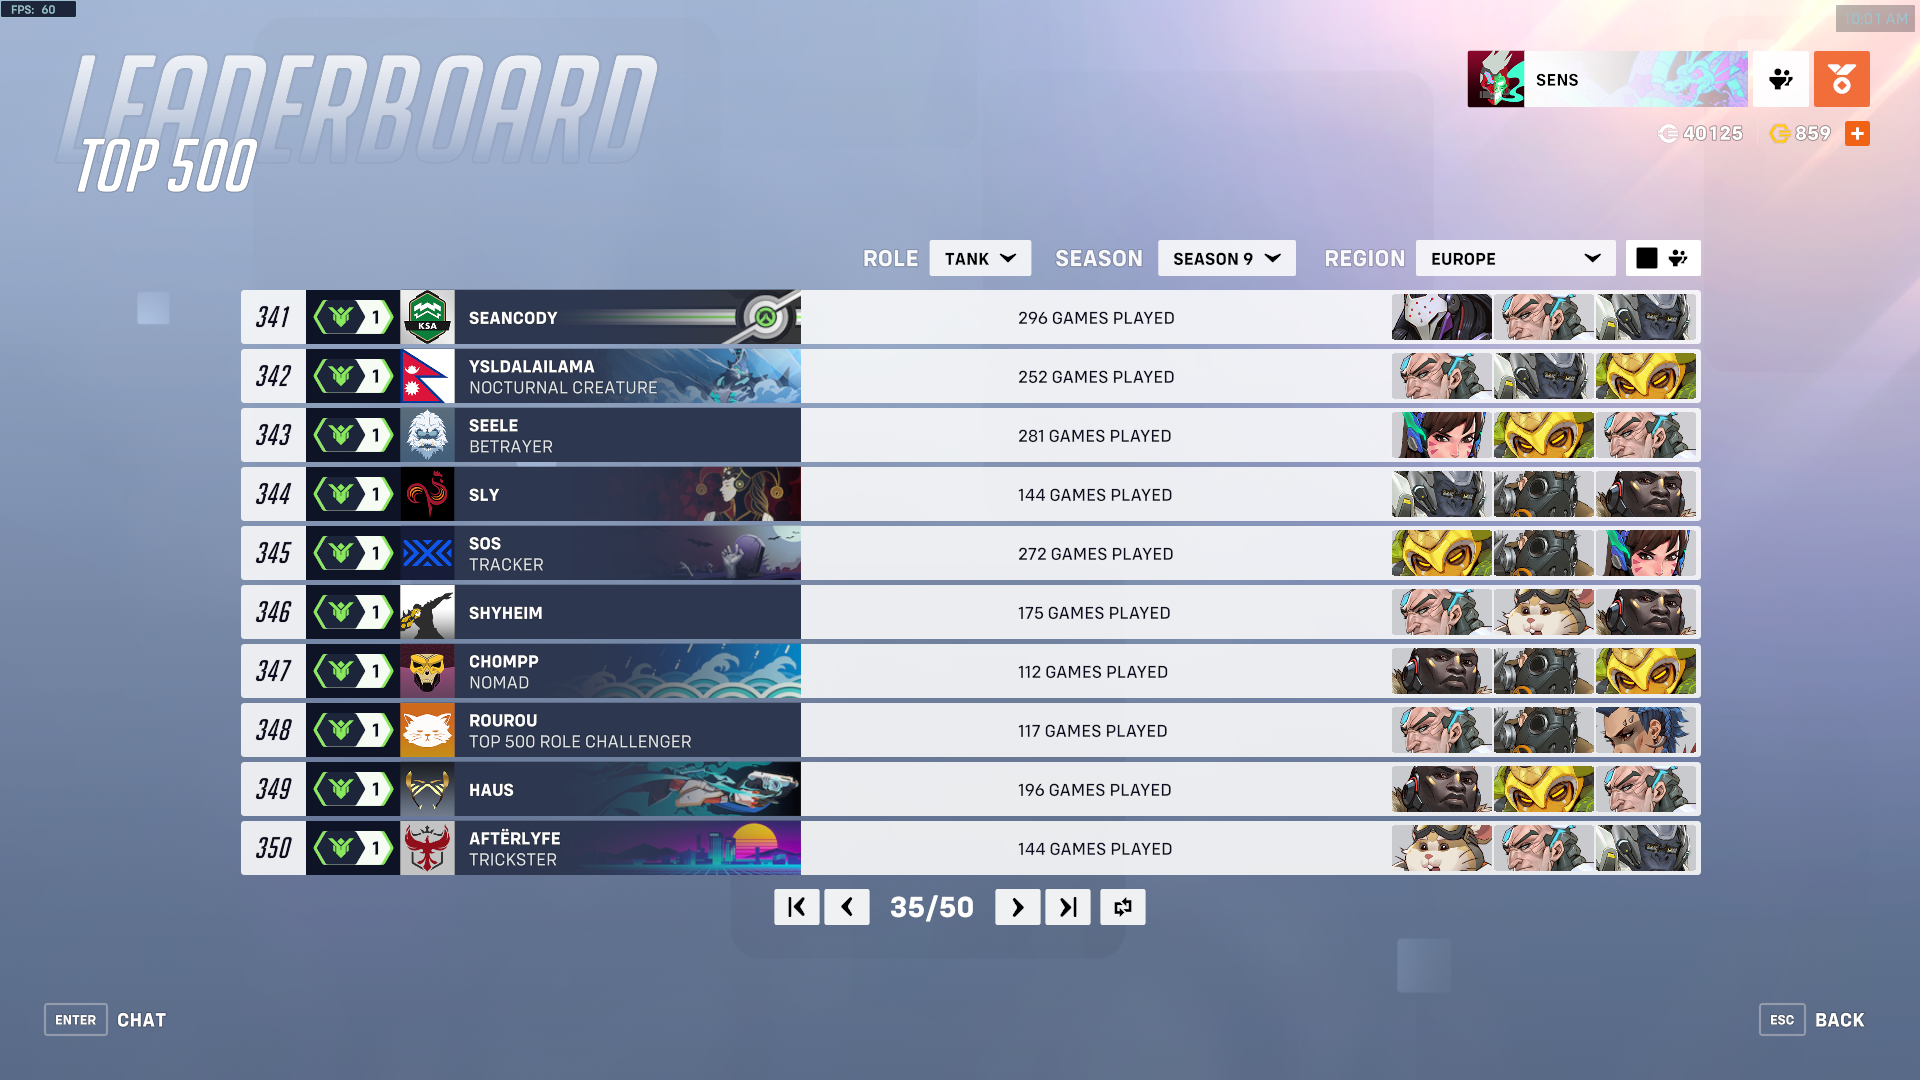 FPS: 60
10:01 AM
LEADERBOARD
TOP 500
SENS
40125
859
ROLE TANK SEASON SEASON 9 REGION EUROPE
341 1 KSA SEANCODY 296 GAMES PLAYED
342 1 YSLDALAILAMA 252 GAMES PLAYED
NOCTURNAL CREATURE
343 1 SEELE 281 GAMES PLAYED
BETRAYER
344 1 SLY 144 GAMES PLAYED
345 1 SOS 272 GAMES PLAYED
TRACKER
346 1 SHYHEIM 175 GAMES PLAYED
347 1 CHOMPP 112 GAMES PLAYED
NOMAD
348 1 ROUROU 117 GAMES PLAYED
TOP 500 ROLE CHALLENGER
349 1 HAUS 196 GAMES PLAYED
350 1 AFTËRLYFE 144 GAMES PLAYED
TRICKSTER
35/50
ENTER CHAT
ESC BACK